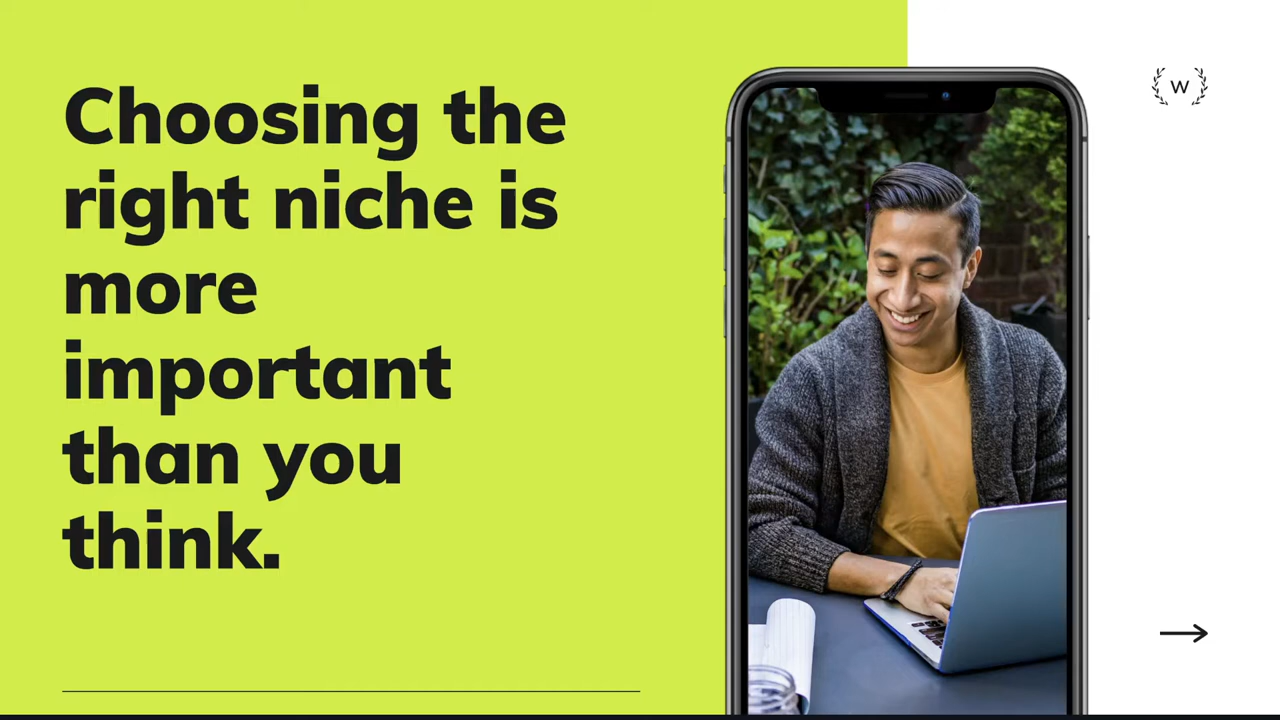 Choosing the
right niche is
more
important
than you
think.
W